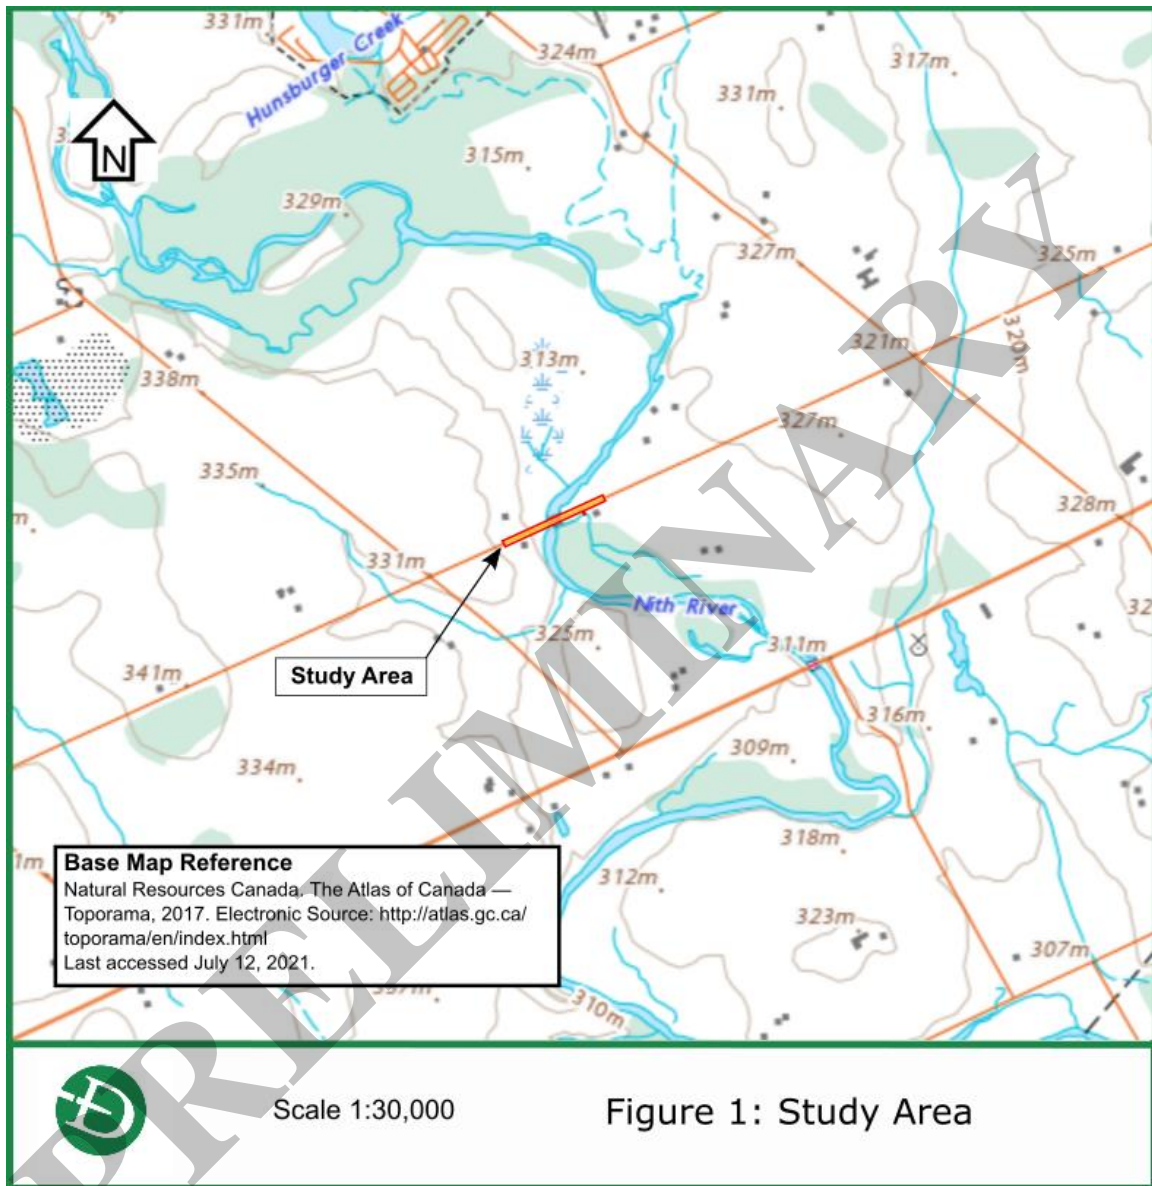 331m
Hunsburger Creek
324m
317m
331m
N
315m
329m
327m
325m
320m
321m
313m
338m
327m
335m
328m
331m
Nith River
325m
311m
341m
Study Area
316m
309m
334m
318m
312m
323m
307m
310m
Base Map Reference
Natural Resources Canada. The Atlas of Canada —
Toporama, 2017. Electronic Source: http://atlas.gc.ca/
toporama/en/index.html
Last accessed July 12, 2021.
PRELIMINARY
D
Scale 1:30,000
Figure 1: Study Area